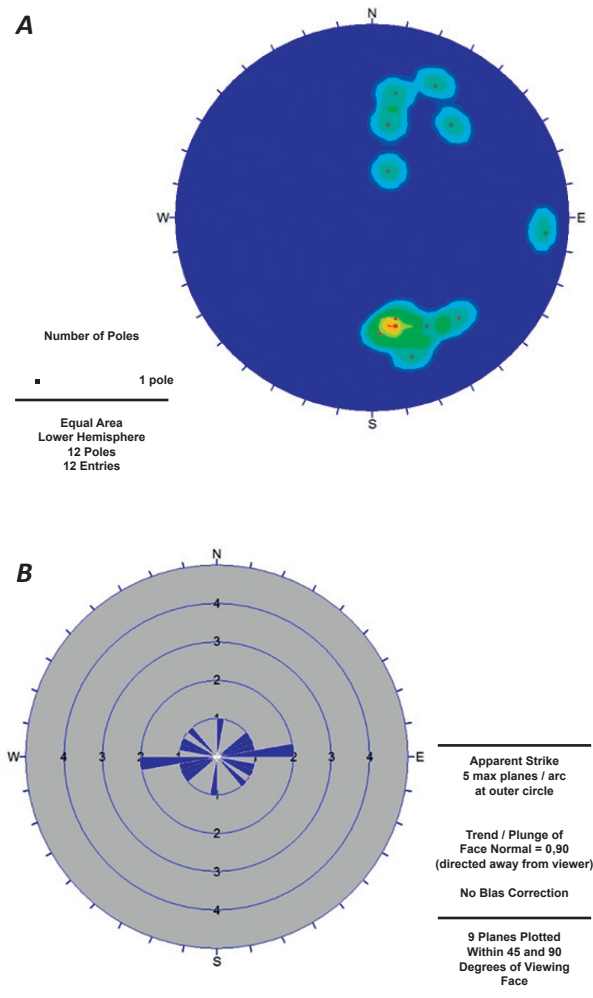 A
N
W
E
S
Number of Poles
1 pole
Equal Area
Lower Hemisphere
12 Poles
12 Entries
B
N
4
3
2
1
W 4 3 2 1 1 2 3 4 E
1
2
3
4
S
Apparent Strike
5 max planes / arc
at outer circle
Trend / Plunge of
Face Normal = 0,90
(directed away from viewer)
No Blas Correction
9 Planes Plotted
Within 45 and 90
Degrees of Viewing
Face